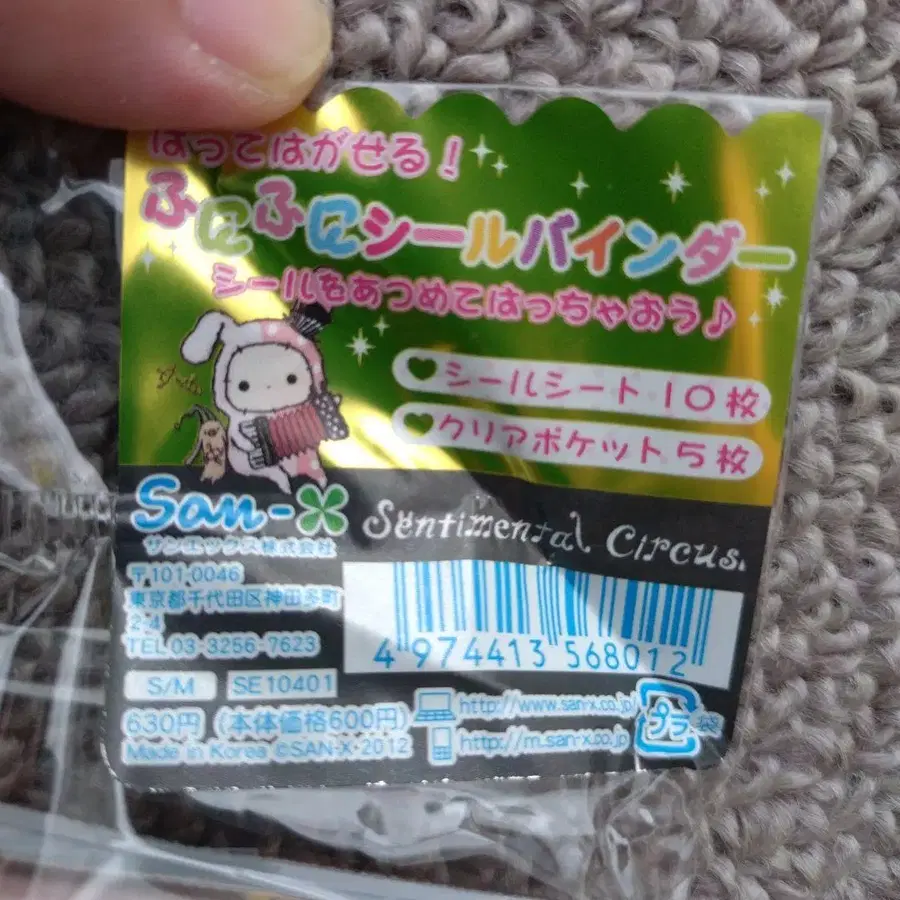 はってはがせる！
ふにふにシールバインダー
シールをあつめてはっちゃおう♪
シールシート 10枚
クリアポケット 5枚
San-X
Sentimental Circus.
サンエックス株式会社
〒101,0046
東京都千代田区神田多町
2-4
TEL 03-3256-7623
4 974413 568012
S/M SE10401
630円 (本体価格600円)
Made in Korea ©SAN-X・2012
http://www.san-x.co.jp/
http://m.san-x.co.jp
プラ 袋